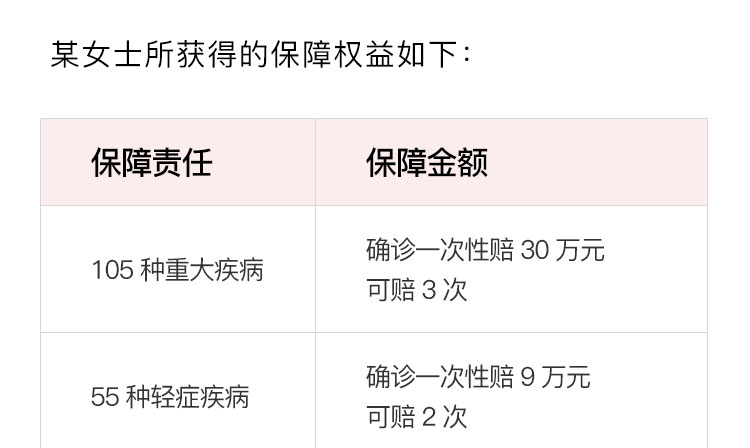 某女士所获得的保障权益如下：
保障责任 保障金额
105 种重大疾病
确诊一次性赔 30 万元
可赔 3 次
55 种轻症疾病
确诊一次性赔 9 万元
可赔 2 次